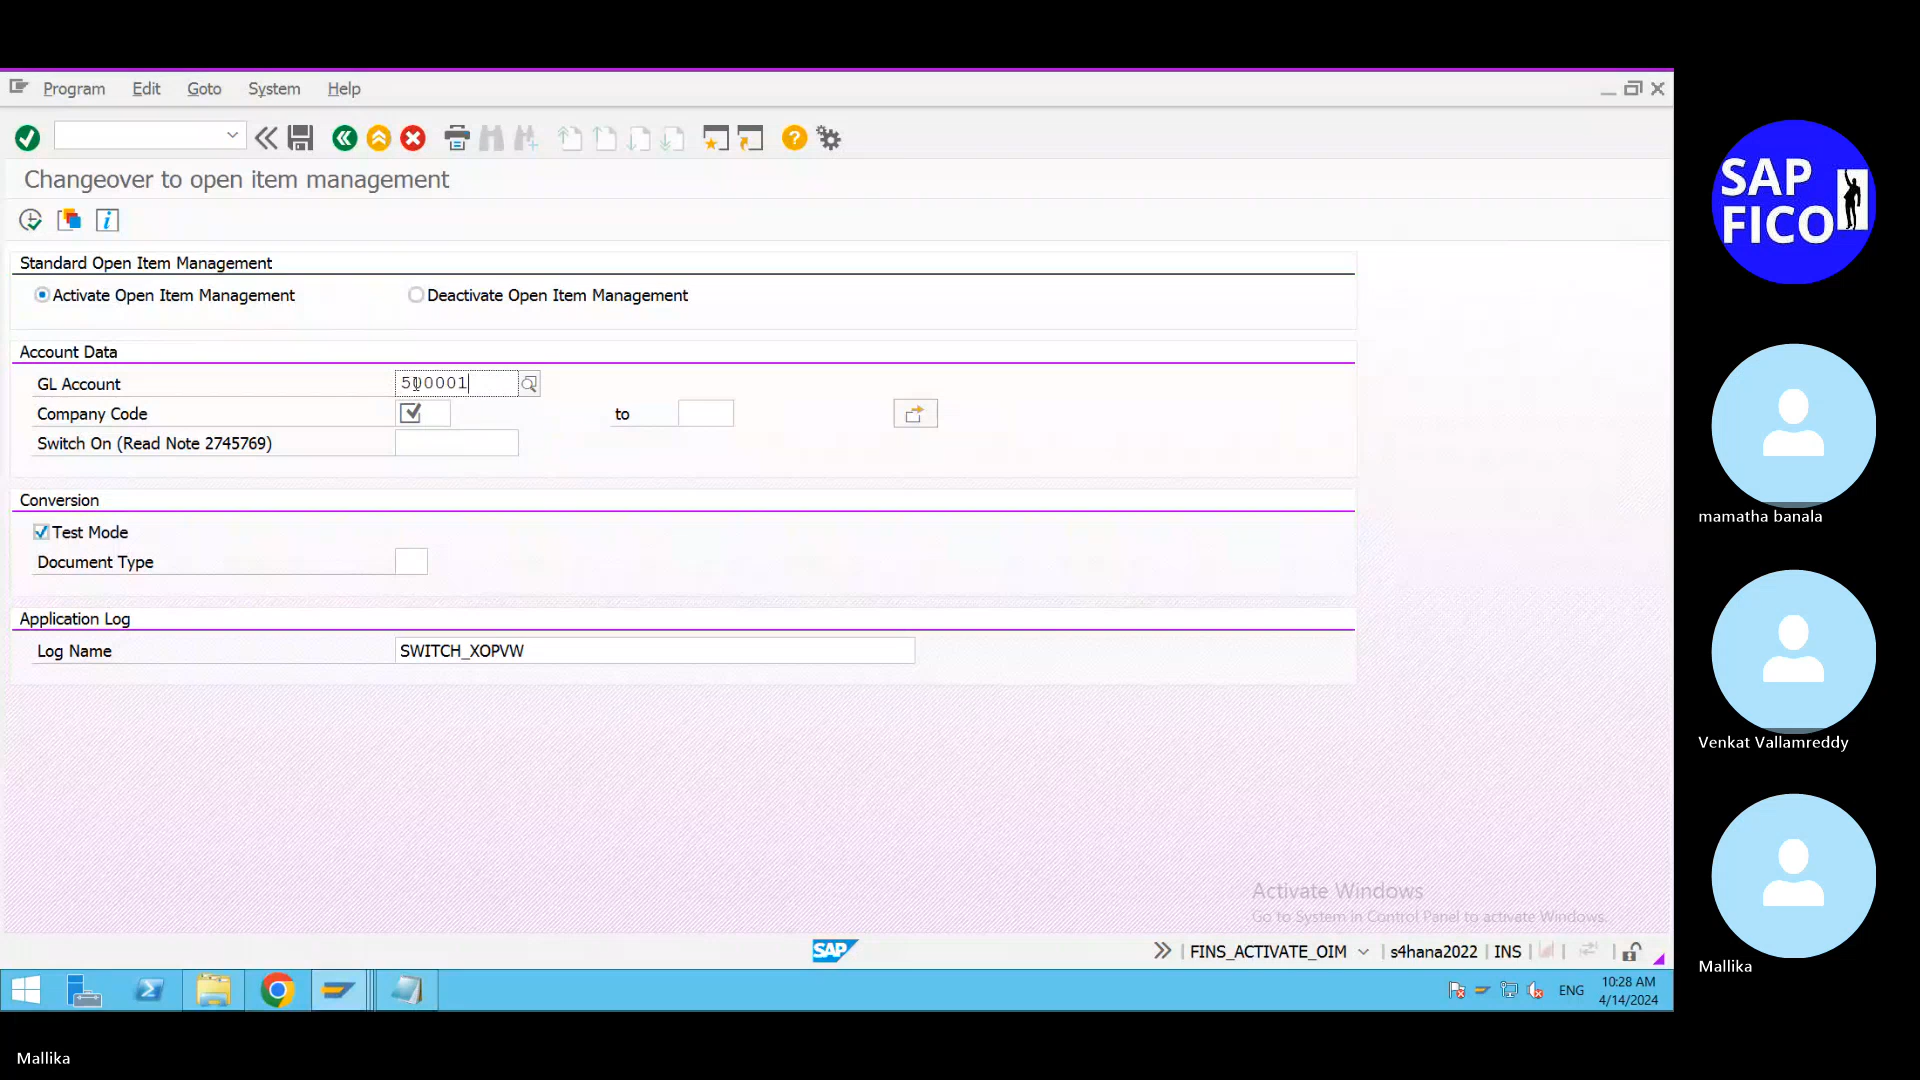 Program Edit Goto System Help
Changeover to open item management
Standard Open Item Management
Activate Open Item Management Deactivate Open Item Management
Account Data
GL Account 500001
Company Code to
Switch On (Read Note 2745769)
Conversion
Test Mode
Document Type
Application Log
Log Name SWITCH_XOPVW
Activate Windows
Go to System in Control Panel to activate Windows.
SAP FINS_ACTIVATE_OIM s4hana2022 INS
ENG 10:28 AM
4/14/2024
SAP
FICO
mamatha banala
Venkat Vallamreddy
Mallika
Mallika